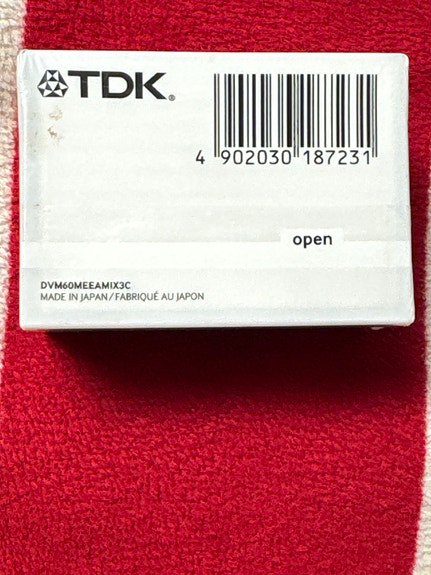 TDK®
4 902030 187231
open
DVM60MEEAMIX3C
MADE IN JAPAN / FABRIQUÉ AU JAPON